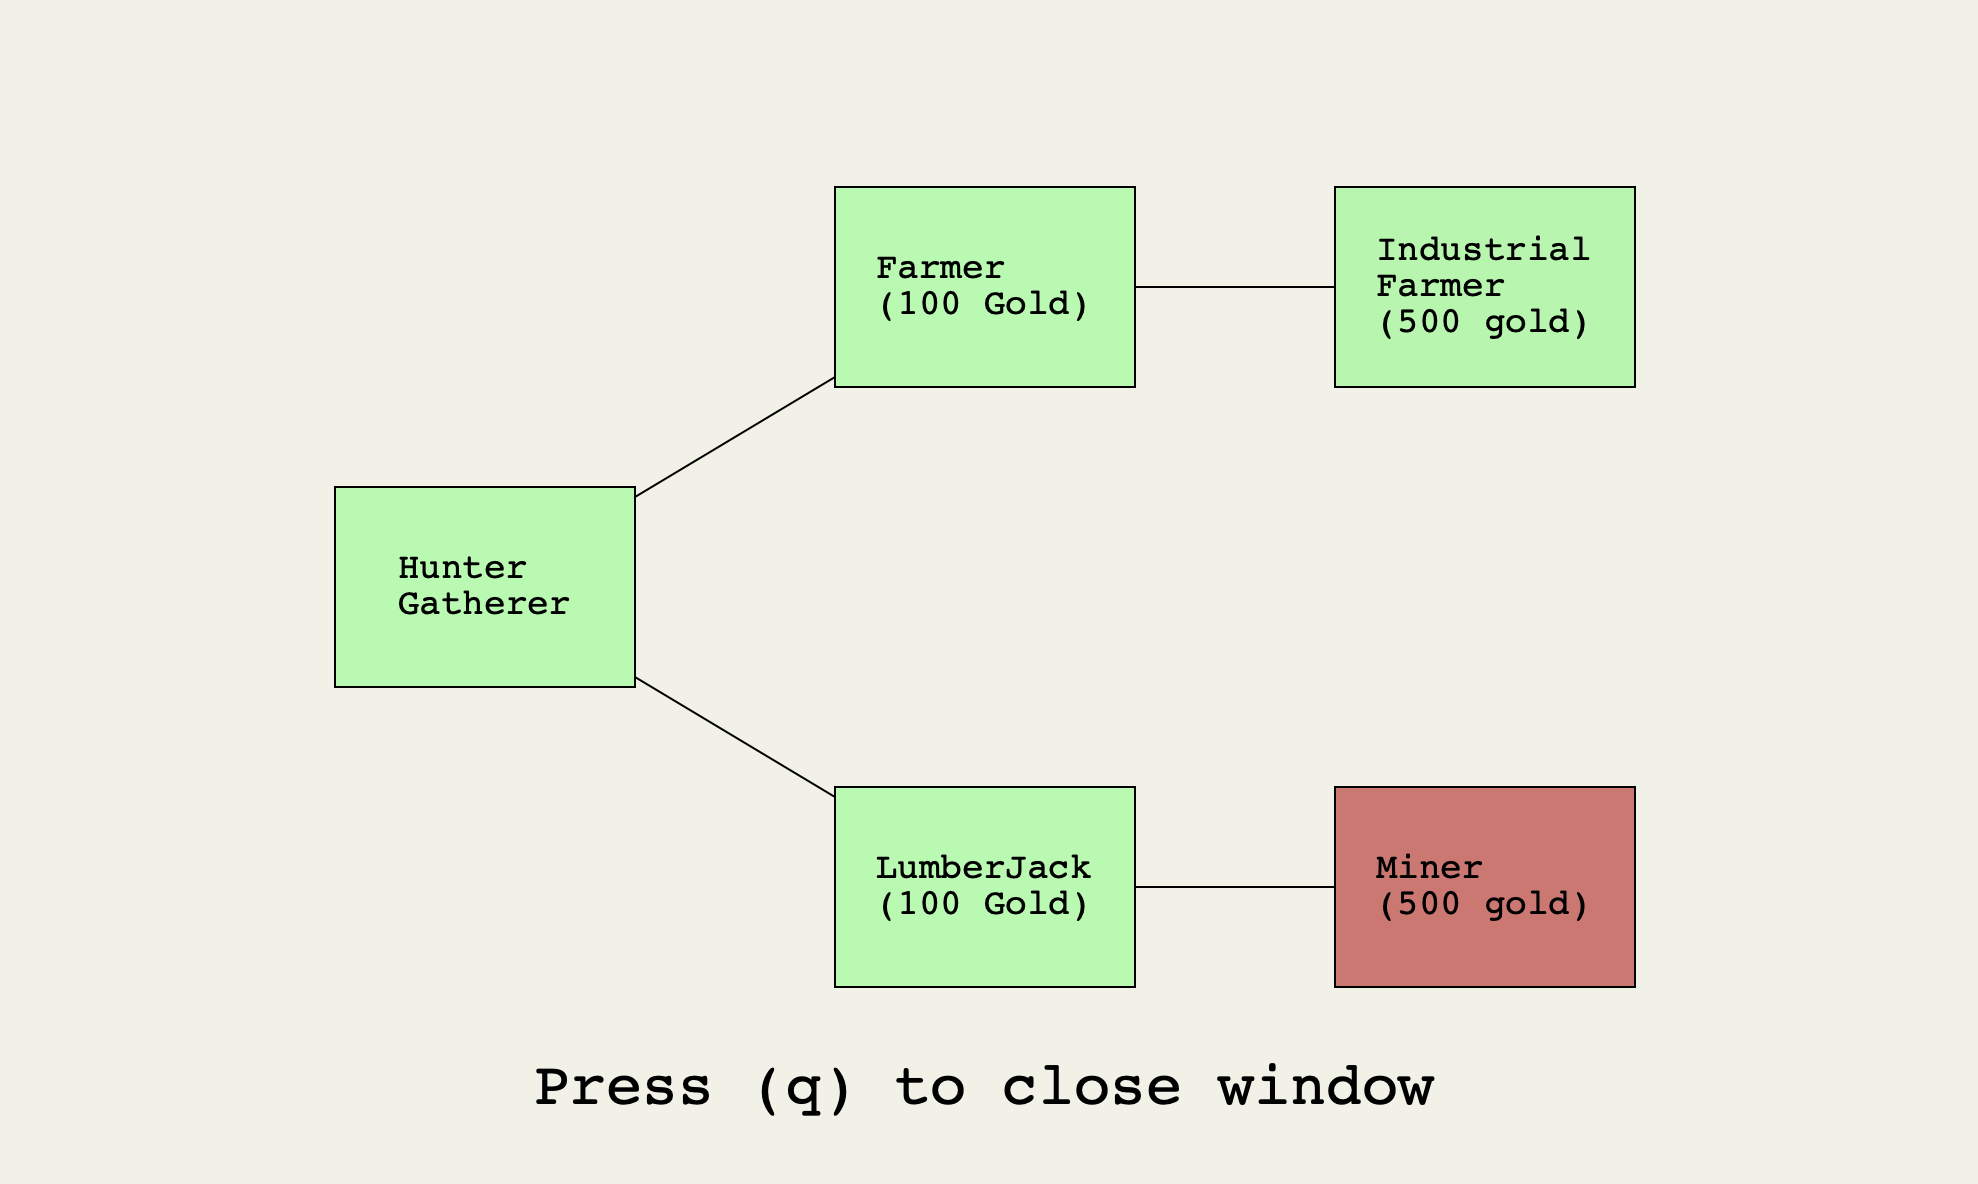 Farmer
(100 Gold)
Industrial
Farmer
(500 gold)
Hunter
Gatherer
LumberJack
(100 Gold)
Miner
(500 gold)
Press (q) to close window